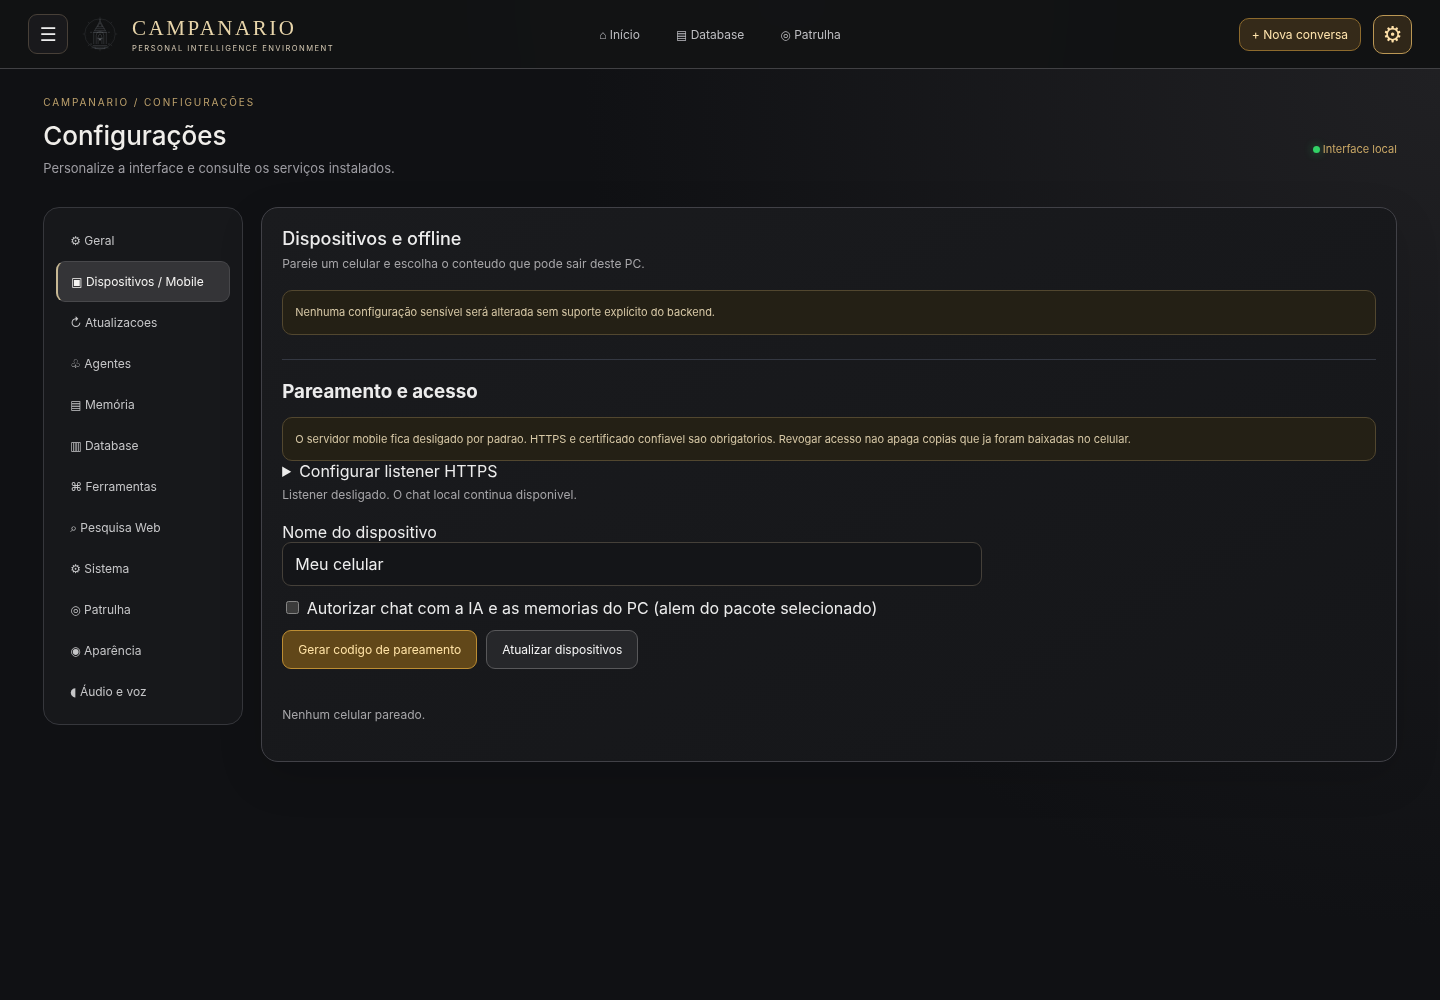 ☰ CAMPANARIO
PERSONAL INTELLIGENCE ENVIRONMENT
⌂ Início ▤ Database ◎ Patrulha
+ Nova conversa ⚙
CAMPANARIO / CONFIGURAÇÕES
Configurações
Personalize a interface e consulte os serviços instalados.
Interface local
⚙ Geral
▣ Dispositivos / Mobile
↻ Atualizacoes
♧ Agentes
▤ Memória
▥ Database
⌘ Ferramentas
⌕ Pesquisa Web
⚙ Sistema
◎ Patrulha
◉ Aparência
◖ Áudio e voz
Dispositivos e offline
Pareie um celular e escolha o conteudo que pode sair deste PC.
Nenhuma configuração sensível será alterada sem suporte explícito do backend.
Pareamento e acesso
O servidor mobile fica desligado por padrao. HTTPS e certificado confiavel sao obrigatorios. Revogar acesso nao apaga copias que ja foram baixadas no celular.
▶ Configurar listener HTTPS
Listener desligado. O chat local continua disponivel.
Nome do dispositivo
Meu celular
Autorizar chat com a IA e as memorias do PC (alem do pacote selecionado)
Gerar codigo de pareamento Atualizar dispositivos
Nenhum celular pareado.